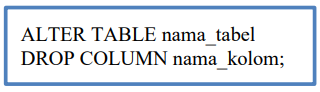 ALTER TABLE nama_tabel
DROP COLUMN nama_kolom;